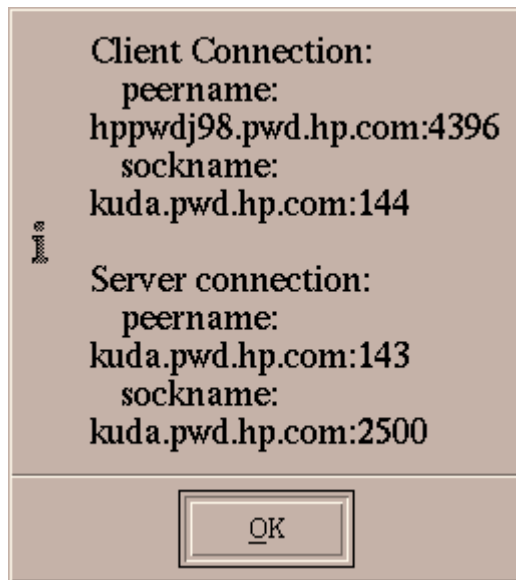 Client Connection:
peername:
hppwdj98.pwd.hp.com:4396
sockname:
kuda.pwd.hp.com:144
Server connection:
peername:
kuda.pwd.hp.com:143
sockname:
kuda.pwd.hp.com:2500
OK